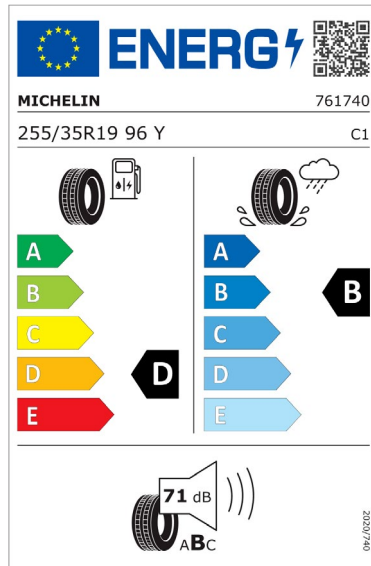 ENERG
MICHELIN 761740
255/35R19 96 Y C1
A A
B B B
C C
D D D
E E
71 dB
ABC
2020/740